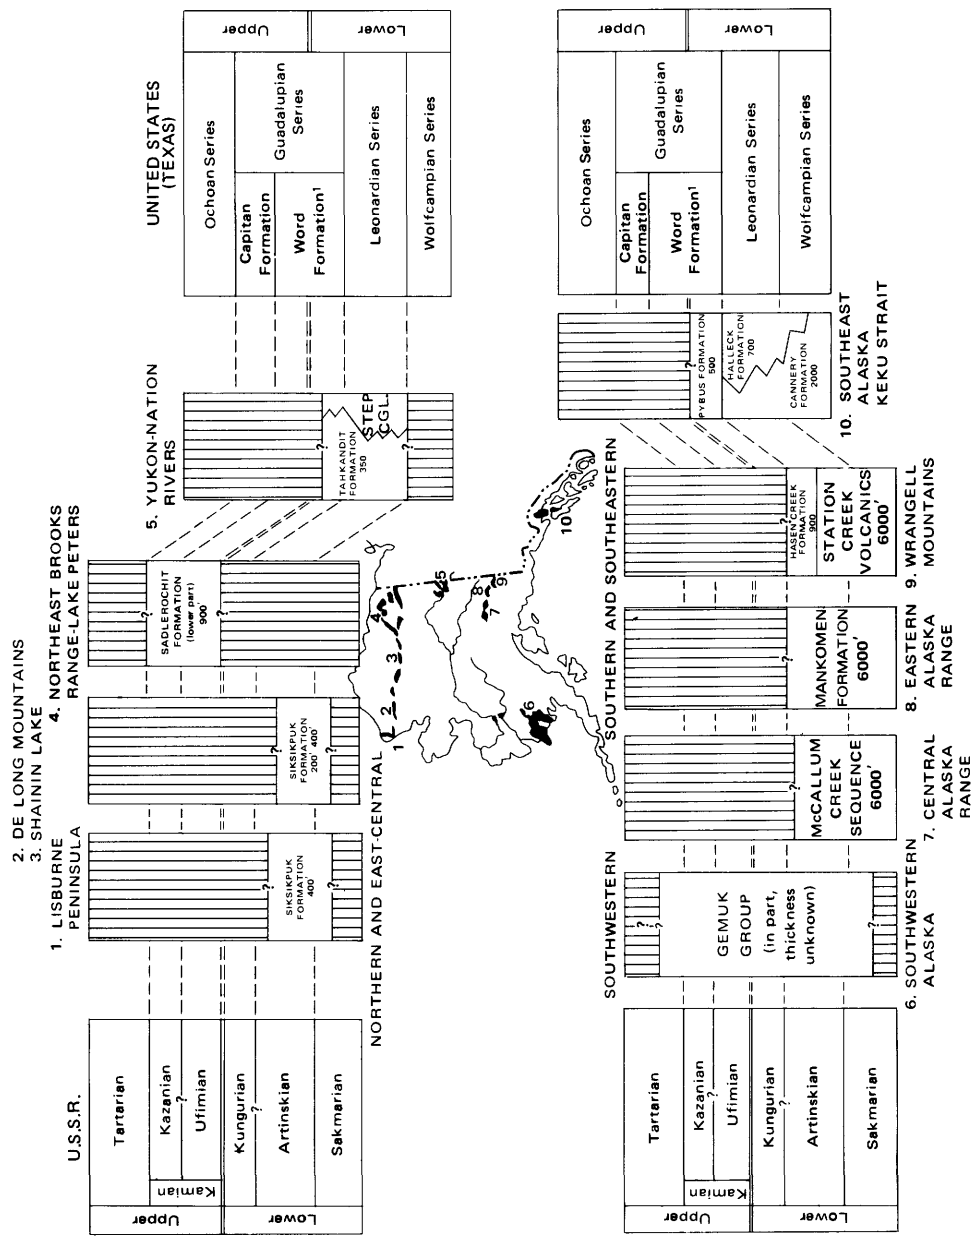 U.S.S.R.
Upper
Lower
Kamian
Tartarian
Kazanian
?
Ufimian
Kungurian
?
Artinskian
Sakmarian
1. LISBURNE
PENINSULA
?
SIKSIKPUK
FORMATION
400'
?
2. DE LONG MOUNTAINS
3. SHAININ LAKE
?
SIKSIKPUK
FORMATION
200' 400'
?
4. NORTHEAST BROOKS
RANGE-LAKE PETERS
?
SADLEROCHIT
FORMATION
(lower part)
900'
?
5. YUKON-NATION
RIVERS
?
TAHKANDIT
FORMATION
350
STEP
CGL.
?
UNITED STATES
(TEXAS)
Ochoan Series
Capitan
Formation
Word
Formation1
Guadalupian
Series
Leonardian Series
Wolfcampian Series
Upper
Lower
NORTHERN AND EAST-CENTRAL
1
2
3
4
5
6
7
8
9
10
SOUTHWESTERN
SOUTHERN AND SOUTHEASTERN
Upper
Lower
Kamian
Tartarian
Kazanian
?
Ufimian
Kungurian
?
Artinskian
Sakmarian
6. SOUTHWESTERN
ALASKA
?
?
GEMUK
GROUP
(in part,
thickness
unknown)
?
?
7. CENTRAL
ALASKA
RANGE
?
McCALLUM
CREEK
SEQUENCE
6000'
8. EASTERN
ALASKA
RANGE
?
MANKOMEN
FORMATION
6000'
9. WRANGELL
MOUNTAINS
?
HASEN CREEK
FORMATION
900
STATION
CREEK
VOLCANICS
6000'
10. SOUTHEAST
ALASKA
KEKU STRAIT
?
PYBUS FORMATION
500
HALLECK
FORMATION
700
CANNERY
FORMATION
2000
Ochoan Series
Capitan
Formation
Word
Formation1
Guadalupian
Series
Leonardian Series
Wolfcampian Series
Upper
Lower